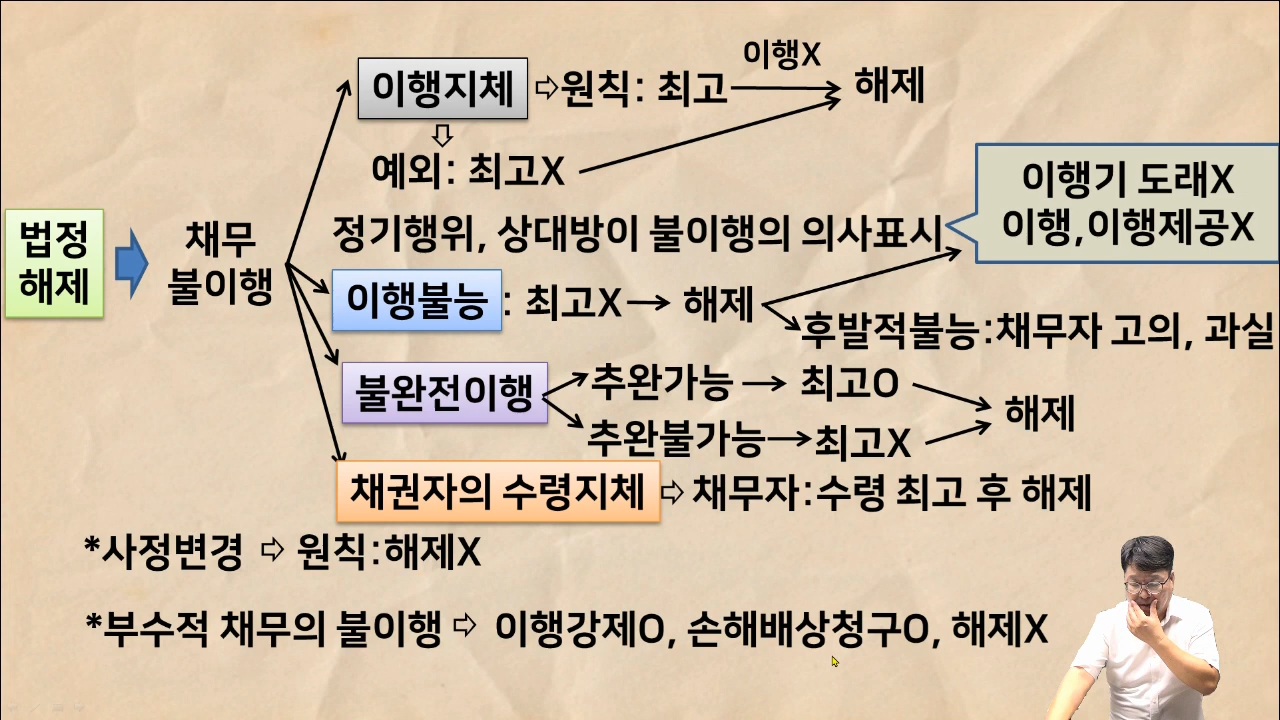 이행X
이행지체 ⇨원칙: 최고 → 해제
예외: 최고X
이행기 도래X
이행,이행제공X
정기행위, 상대방이 불이행의 의사표시
법정
해제
채무
불이행
이행불능 : 최고X → 해제
후발적불능:채무자 고의, 과실
불완전이행
추완가능 → 최고O
추완불가능→최고X
해제
채권자의 수령지체 ⇨ 채무자:수령 최고 후 해제
*사정변경 ⇨ 원칙:해제X
*부수적 채무의 불이행 ⇨ 이행강제O, 손해배상청구O, 해제X